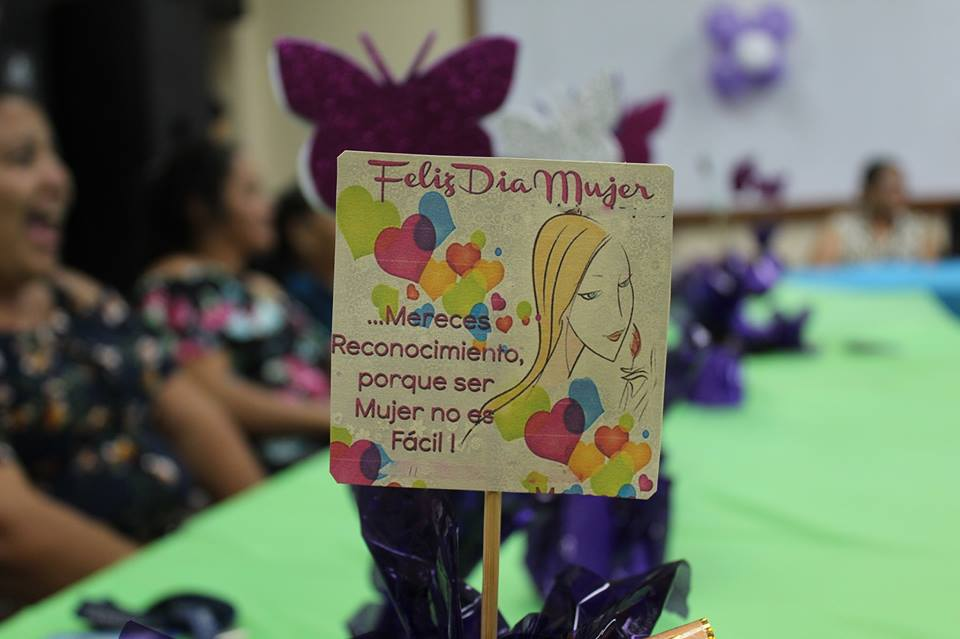 Feliz Dia Mujer
...Mereces
Reconocimiento,
porque ser
Mujer no es
Fácil !